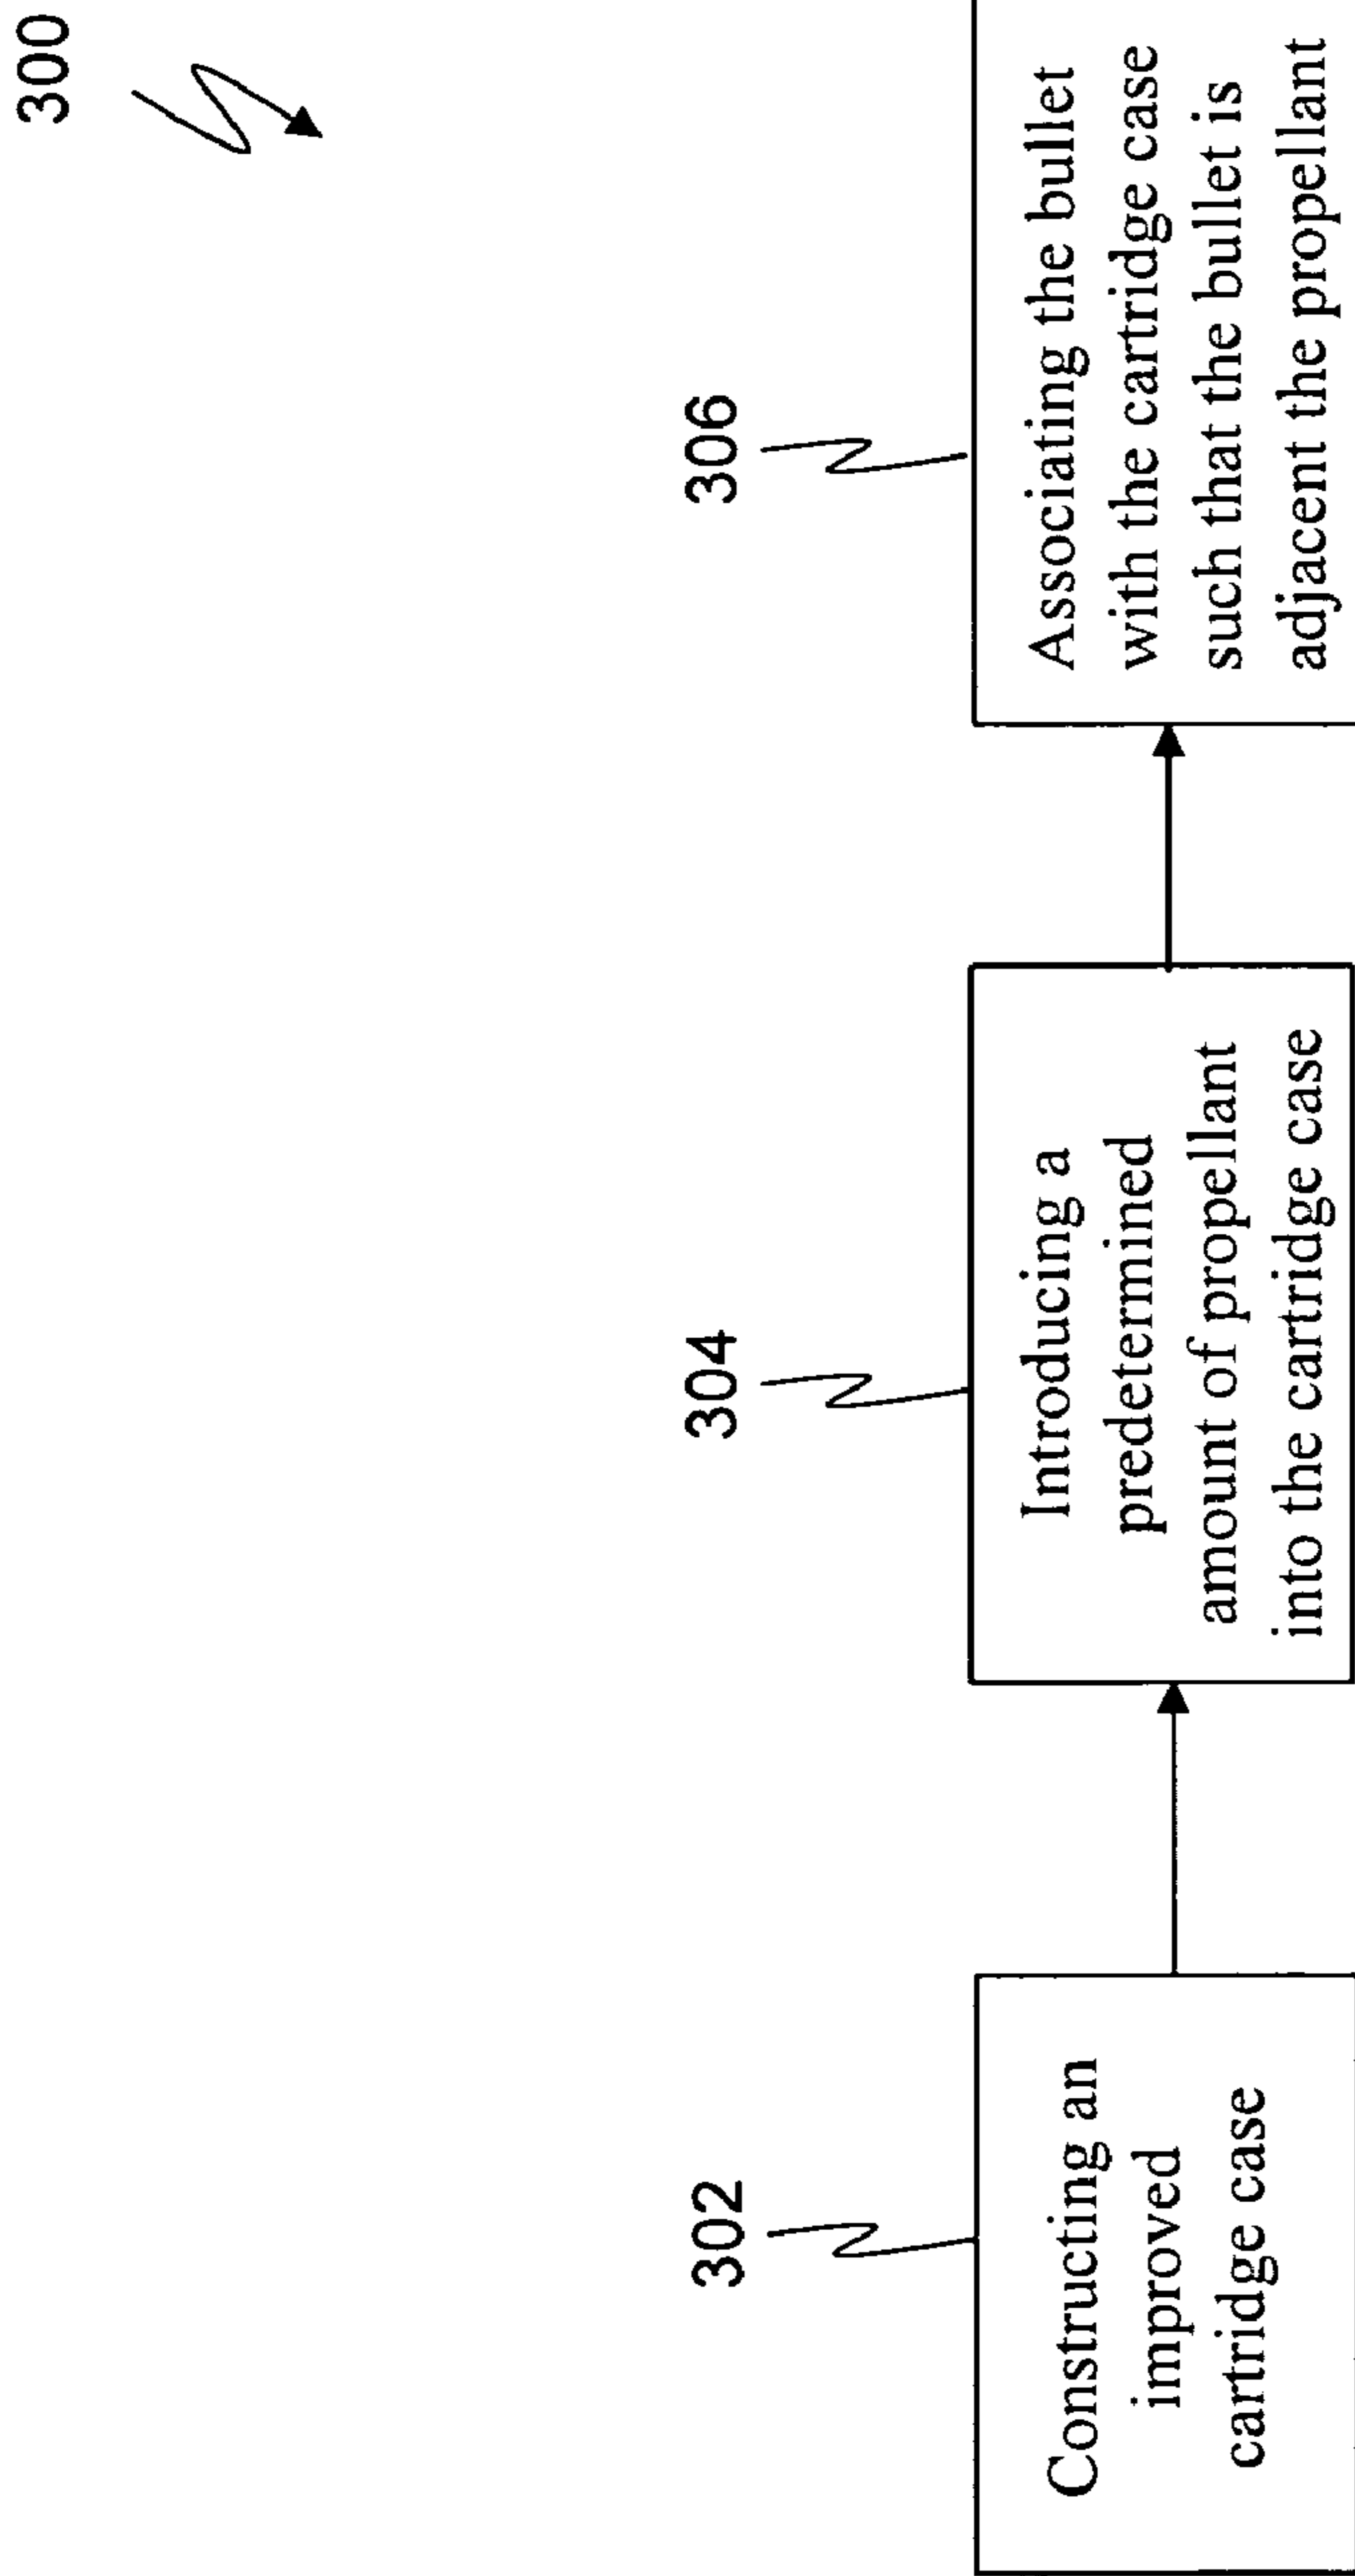 300
302
Constructing an
improved
cartridge case
304
Introducing a
predetermined
amount of propellant
into the cartridge case
306
Associating the bullet
with the cartridge case
such that the bullet is
adjacent the propellant